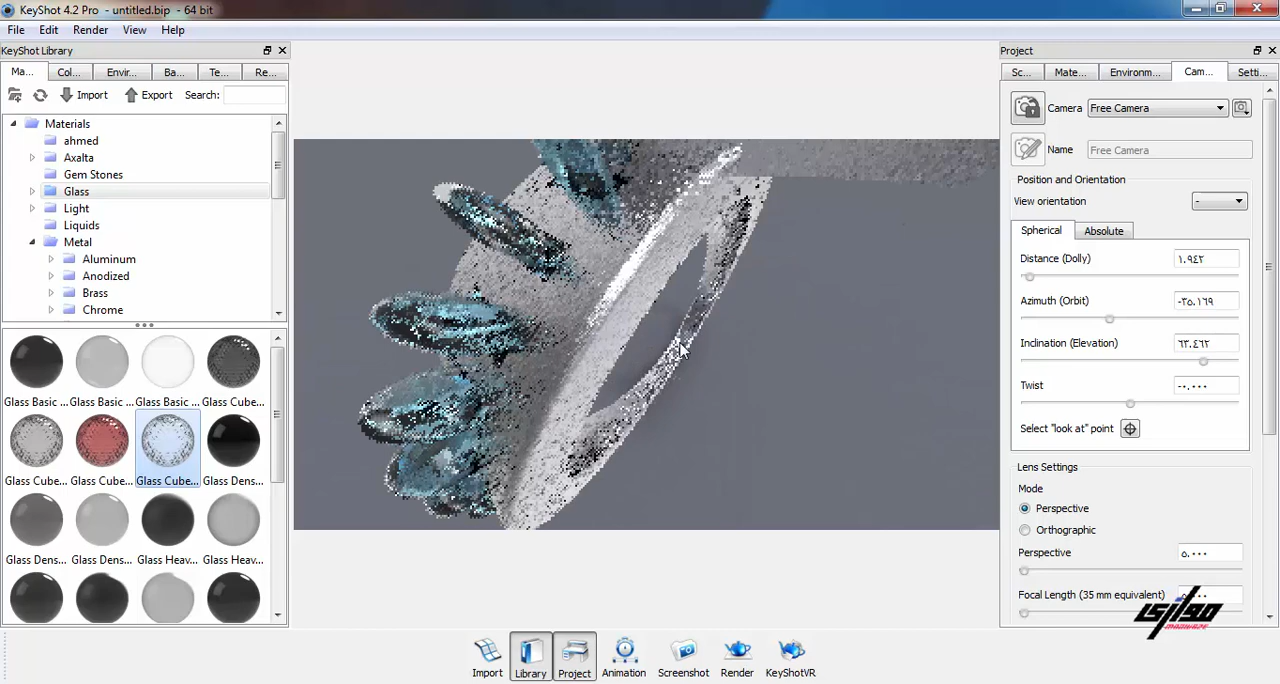 KeyShot 4.2 Pro - untitled.bip - 64 bit
File Edit Render View Help
KeyShot Library
Project
Ma... Col... Envir... Ba... Te... Re...
Sc... Mate... Environm... Cam... Setti...
Import Export Search:
Camera Free Camera
Materials
ahmed
Name Free Camera
Axalta
Gem Stones
Position and Orientation
Glass
View orientation -
Light
Liquids
Spherical Absolute
Metal
Aluminum
Distance (Dolly) ١.٩٤٢
Anodized
Brass
Azimuth (Orbit) -٣٥.١٦٩
Chrome
Inclination (Elevation) ٦٣.٤٦٢
Twist -٠.٠٠٠
Glass Basic ... Glass Basic ... Glass Basic ... Glass Cube...
Select "look at" point
Lens Settings
Glass Cube... Glass Cube... Glass Cube... Glass Dens...
Mode
Perspective
Orthographic
Glass Dens... Glass Dens... Glass Heav... Glass Heav...
Perspective ٥.٠٠٠
Focal Length (35 mm equivalent)
موازی
Import Library Project Animation Screenshot Render KeyShotVR